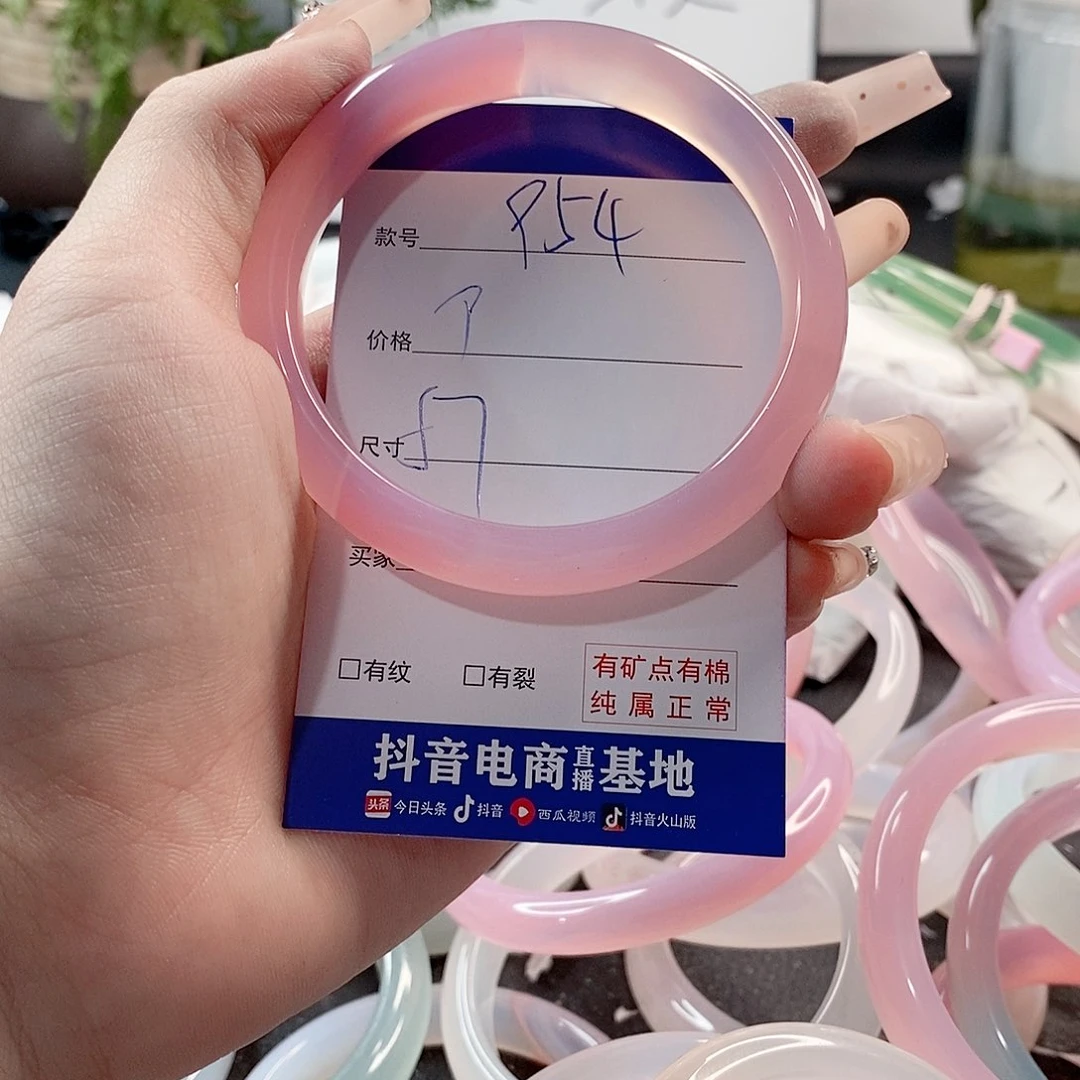 款号 P54
价格
尺寸 57
买家
□有纹 □有裂
有矿点有棉
纯属正常
抖音电商直播基地
头条 今日头条 抖音 西瓜视频 抖音火山版